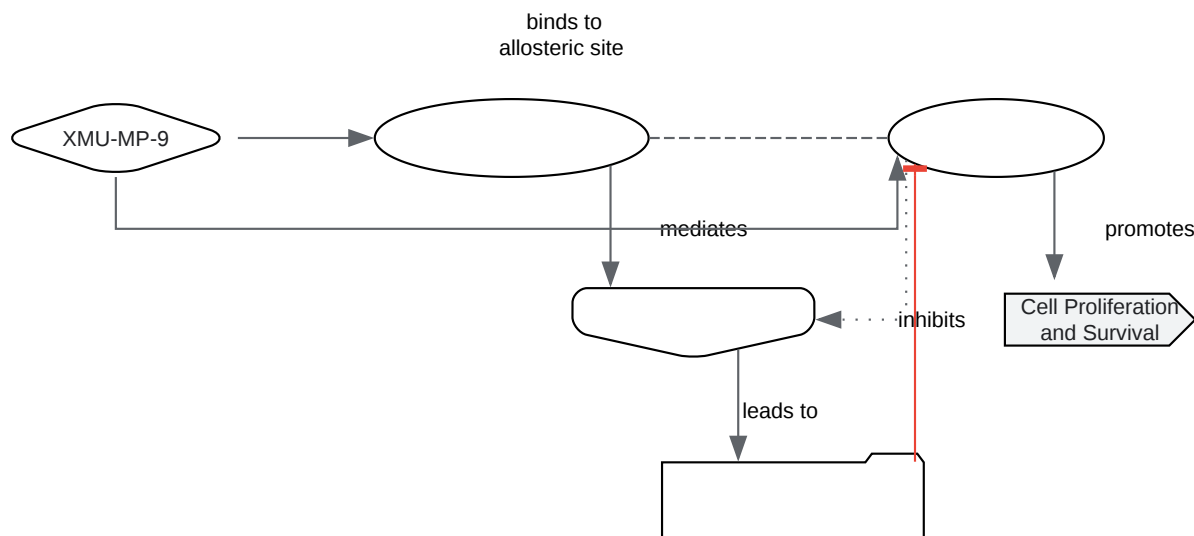 binds to
allosteric site
XMU-MP-9
mediates
promotes
inhibits
Cell Proliferation
and Survival
leads to